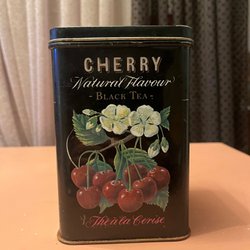 CHERRY
Natural Flavour
- BLACK TEA -
Thé à la Cerise